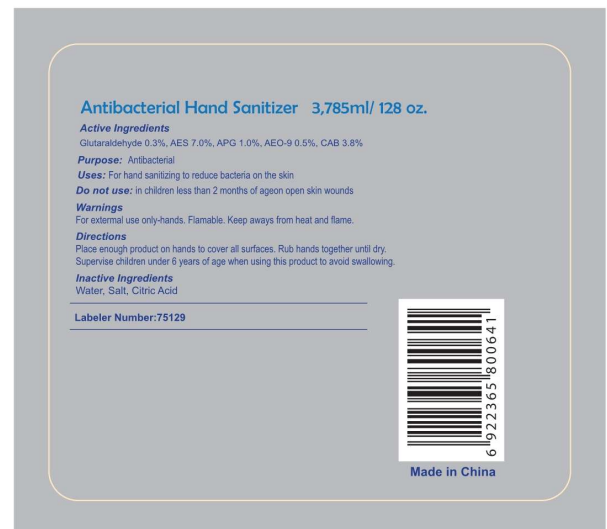 Antibacterial Hand Sanitizer 3,785ml/ 128 oz.
Active Ingredients
Glutaraldehyde 0.3%, AES 7.0%, APG 1.0%, AEO-9 0.5%, CAB 3.8%
Purpose: Antibacterial
Uses: For hand sanitizing to reduce bacteria on the skin
Do not use: in children less than 2 months of ageon open skin wounds
Warnings
For extermal use only-hands. Flamable. Keep aways from heat and flame.
Directions
Place enough product on hands to cover all surfaces. Rub hands together until dry.
Supervise children under 6 years of age when using this product to avoid swallowing.
Inactive Ingredients
Water, Salt, Citric Acid
Labeler Number:75129
6 922365 800641
Made in China